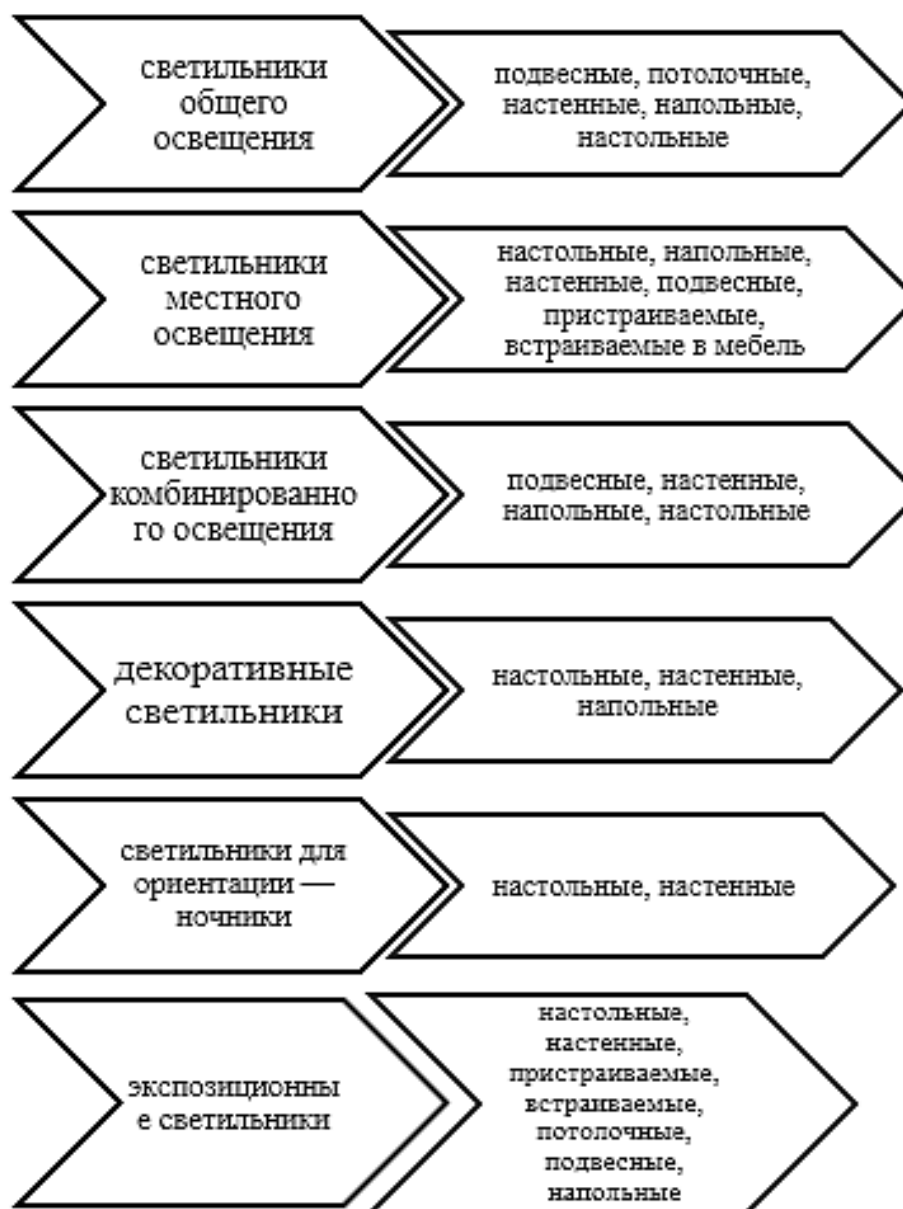 светильники
общего
освещения
подвесные, потолочные,
настенные, напольные,
настольные
светильники
местного
освещения
настольные, напольные,
настенные, подвесные,
пристраиваемые,
встраиваемые в мебель
светильники
комбинированно
го освещения
подвесные, настенные,
напольные, настольные
декоративные
светильники
настольные, настенные,
напольные
светильники для
ориентации —
ночники
настольные, настенные
экспозиционны
е светильники
настольные,
настенные,
пристраиваемые,
встраиваемые,
потолочные,
подвесные,
напольные